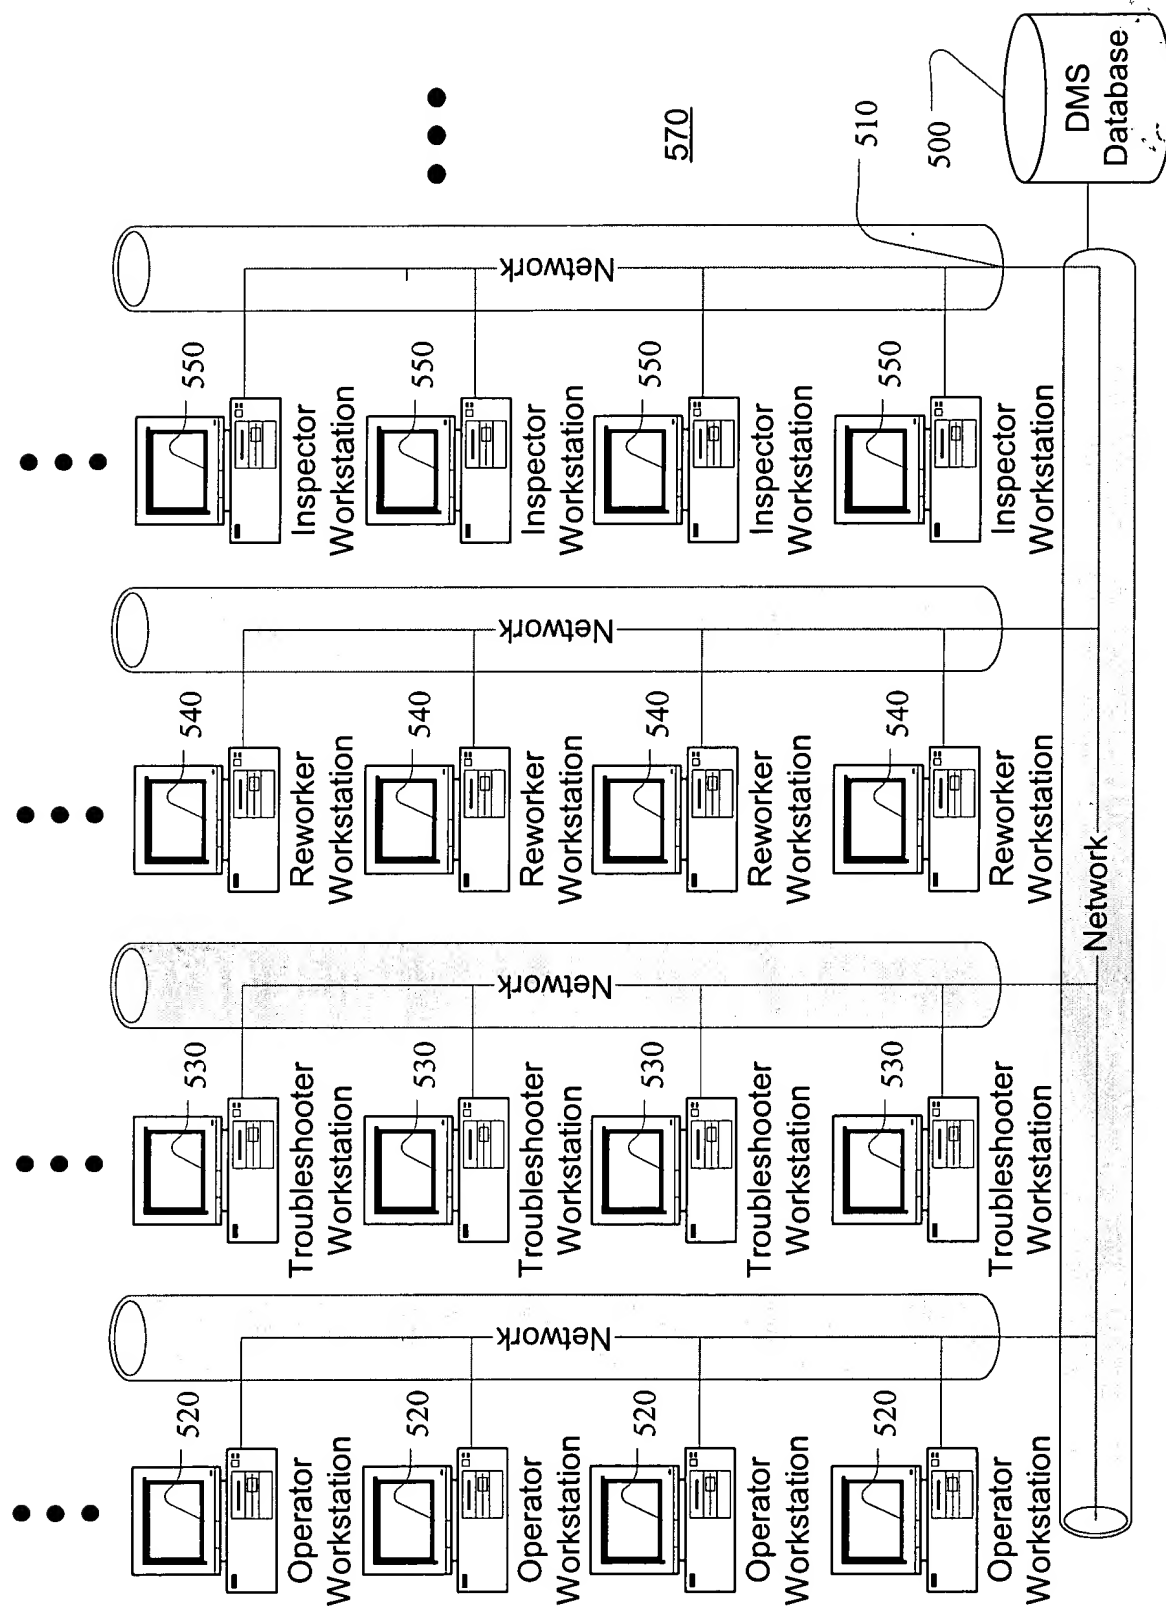 520
530
540
550
Operator
Workstation
Troubleshooter
Workstation
Reworker
Workstation
Inspector
Workstation
520
530
540
550
Operator
Workstation
Troubleshooter
Workstation
Reworker
Workstation
Inspector
Workstation
Network
Network
Network
Network
520
530
540
550
570
Operator
Workstation
Troubleshooter
Workstation
Reworker
Workstation
Inspector
Workstation
520
530
540
550
510
500
Operator
Workstation
Troubleshooter
Workstation
Reworker
Workstation
Inspector
Workstation
Network
DMS
Database